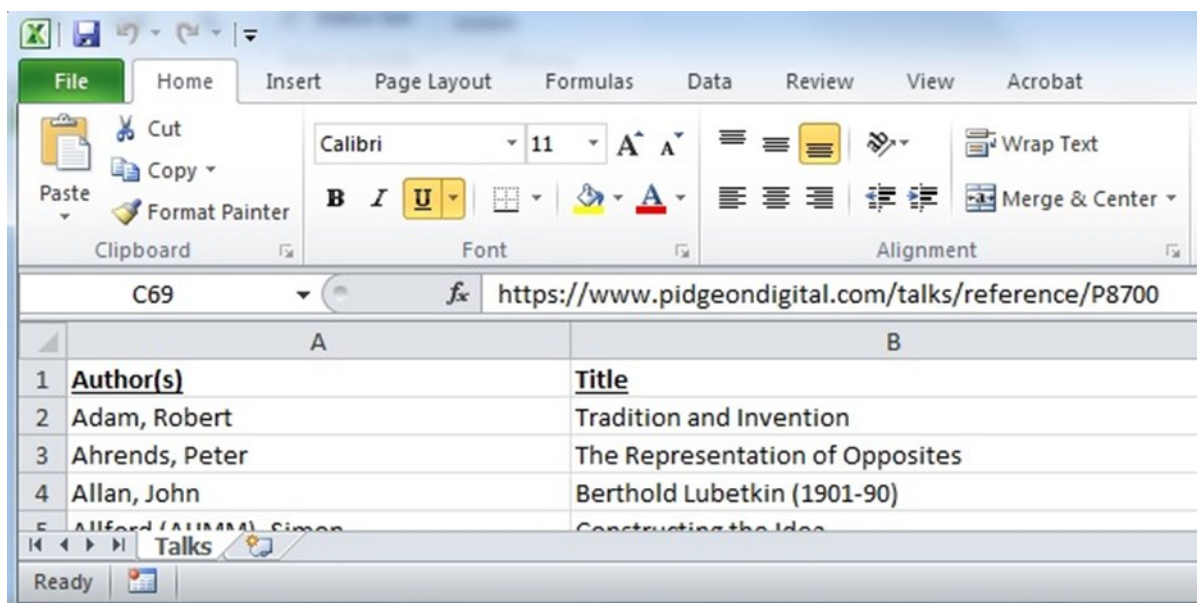 File Home Insert Page Layout Formulas Data Review View Acrobat
Cut
Copy
Format Painter
Paste
Calibri 11 A A
B I U A
Wrap Text
Merge & Center
Clipboard Font Alignment
C69 fx https://www.pidgeondigital.com/talks/reference/P8700
A B
1 Author(s) Title
2 Adam, Robert Tradition and Invention
3 Ahrends, Peter The Representation of Opposites
4 Allan, John Berthold Lubetkin (1901-90)
Talks
Ready